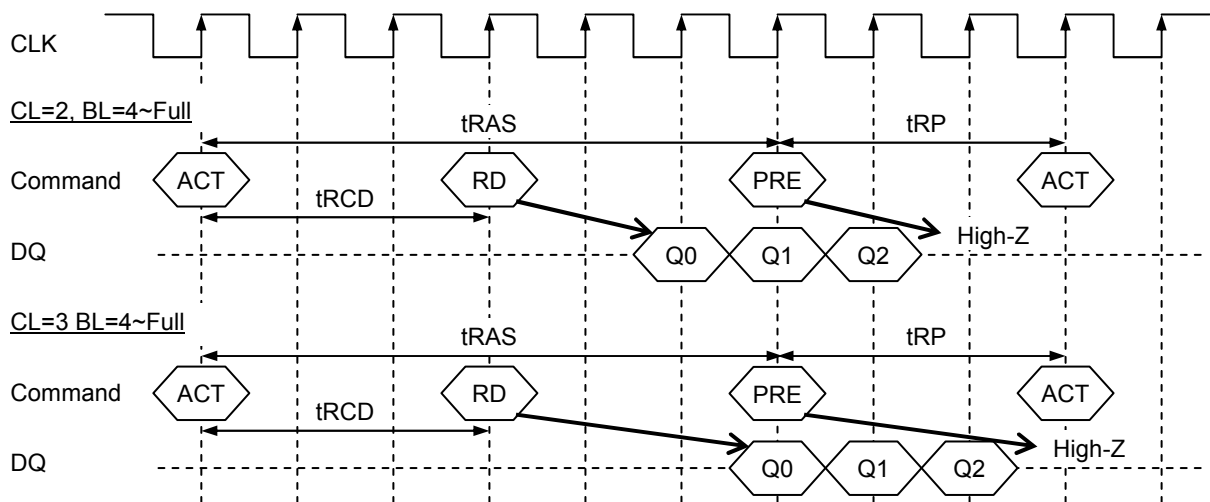 CLK
CL=2, BL=4~Full
tRAS tRP
Command ACT RD PRE ACT
tRCD
High-Z
DQ Q0 Q1 Q2
CL=3 BL=4~Full
tRAS tRP
Command ACT RD PRE ACT
tRCD
High-Z
DQ Q0 Q1 Q2